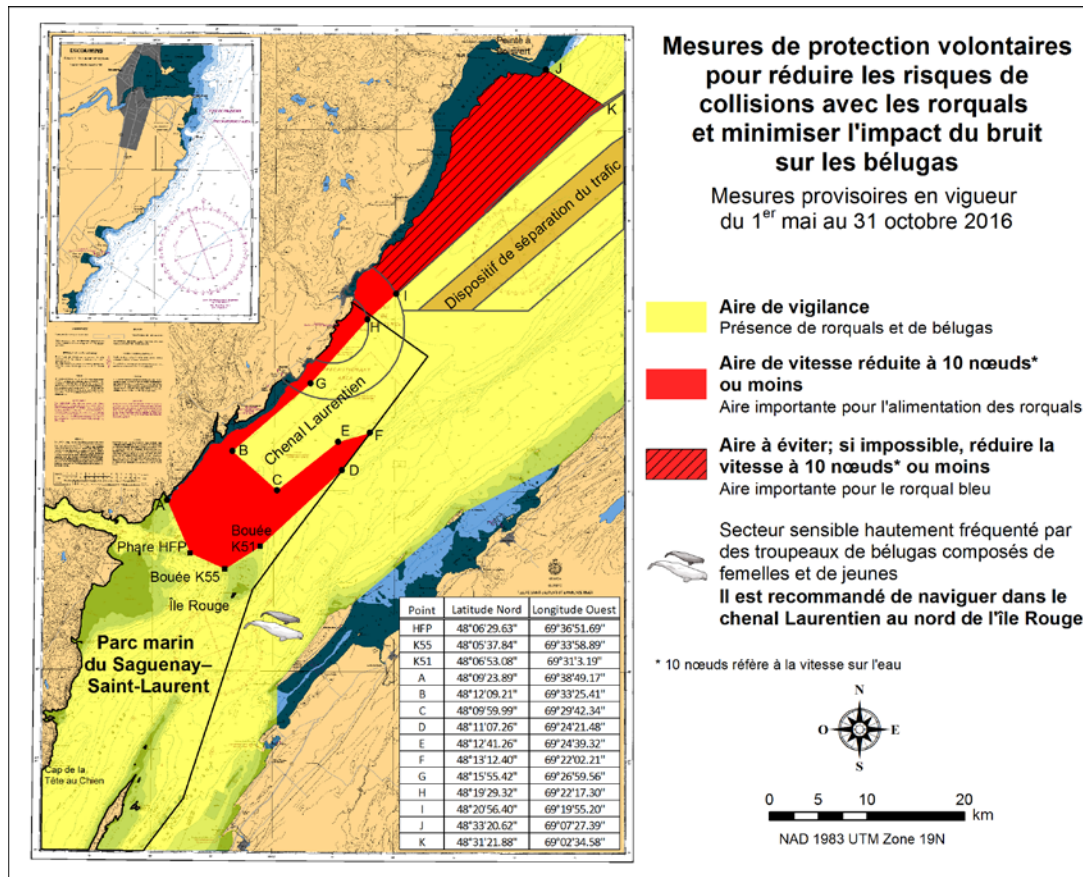 Mesures de protection volontaires
pour réduire les risques de
collisions avec les rorquals
et minimiser l'impact du bruit
sur les bélugas
Mesures provisoires en vigueur
du 1er mai au 31 octobre 2016
Aire de vigilance
Présence de rorquals et de bélugas
Aire de vitesse réduite à 10 nœuds*
ou moins
Aire importante pour l'alimentation des rorquals
Aire à éviter; si impossible, réduire la
vitesse à 10 nœuds* ou moins
Aire importante pour le rorqual bleu
Secteur sensible hautement fréquenté par
des troupeaux de bélugas composés de
femelles et de jeunes
Il est recommandé de naviguer dans le
chenal Laurentien au nord de l'île Rouge
* 10 nœuds réfère à la vitesse sur l'eau
N
O E
S
0 5 10 20
km
NAD 1983 UTM Zone 19N
J
K
Dispositif de séparation du trafic
I
H
G
Chenal Laurentien
F
E
B
D
C
A
Bouée
K51
Phare HFP
Bouée K55
Île Rouge
Parc marin
du Saguenay–
Saint-Laurent
Cap de la
Tête au Chien
Point Latitude Nord Longitude Ouest
HFP 48°06'29.63" 69°36'51.69"
K55 48°05'37.84" 69°33'58.89"
K51 48°06'53.08" 69°31'3.19"
A 48°09'23.89" 69°38'49.17"
B 48°12'09.21" 69°33'25.41"
C 48°09'59.99" 69°29'42.34"
D 48°11'07.26" 69°24'21.48"
E 48°12'41.26" 69°24'39.32"
F 48°13'12.40" 69°22'02.21"
G 48°15'55.42" 69°26'59.56"
H 48°19'29.32" 69°22'17.30"
I 48°20'56.40" 69°19'55.20"
J 48°33'20.62" 69°07'27.39"
K 48°31'21.88" 69°02'34.58"